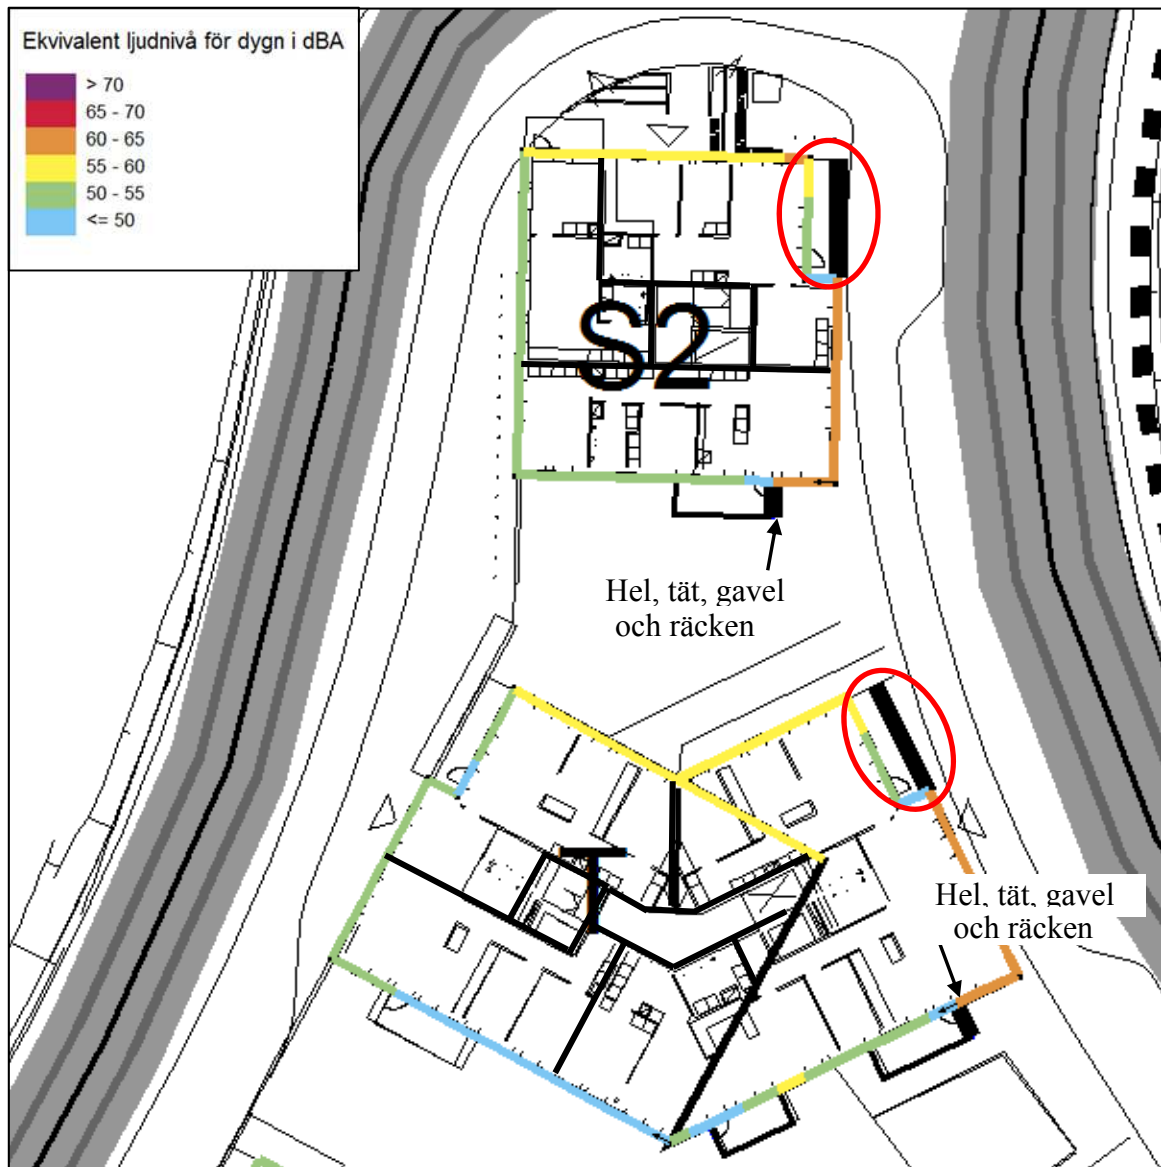 Ekvivalent ljudnivå för dygn i dBA
> 70
65 - 70
60 - 65
55 - 60
50 - 55
<= 50
S2
Hel, tät, gavel
och räcken
T
Hel, tät, gavel
och räcken